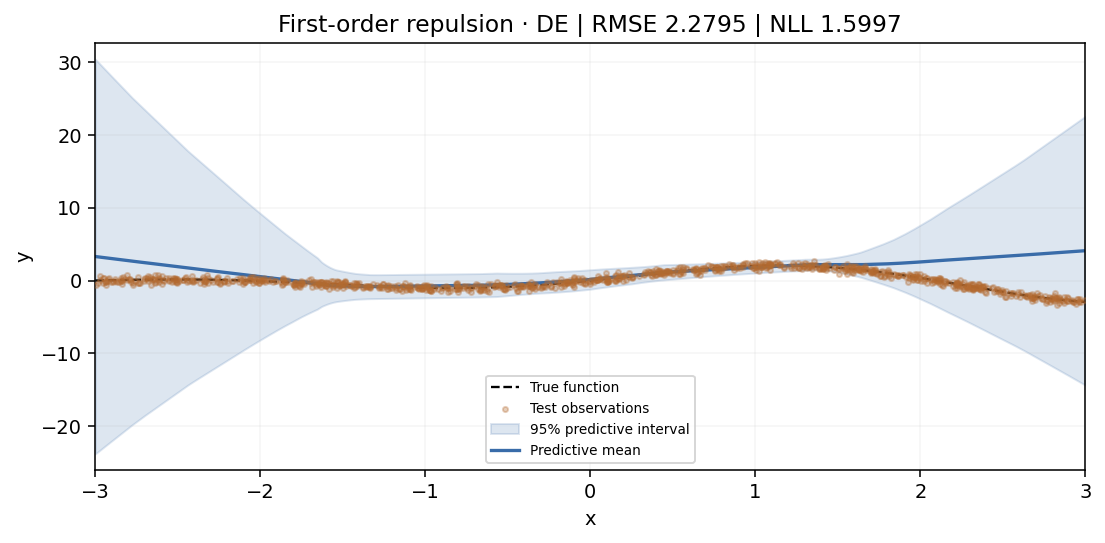 First-order repulsion · DE | RMSE 2.2795 | NLL 1.5997
30
20
10
0
−10
−20
y
−3
−2
−1
0
1
2
3
x
True function
Test observations
95% predictive interval
Predictive mean